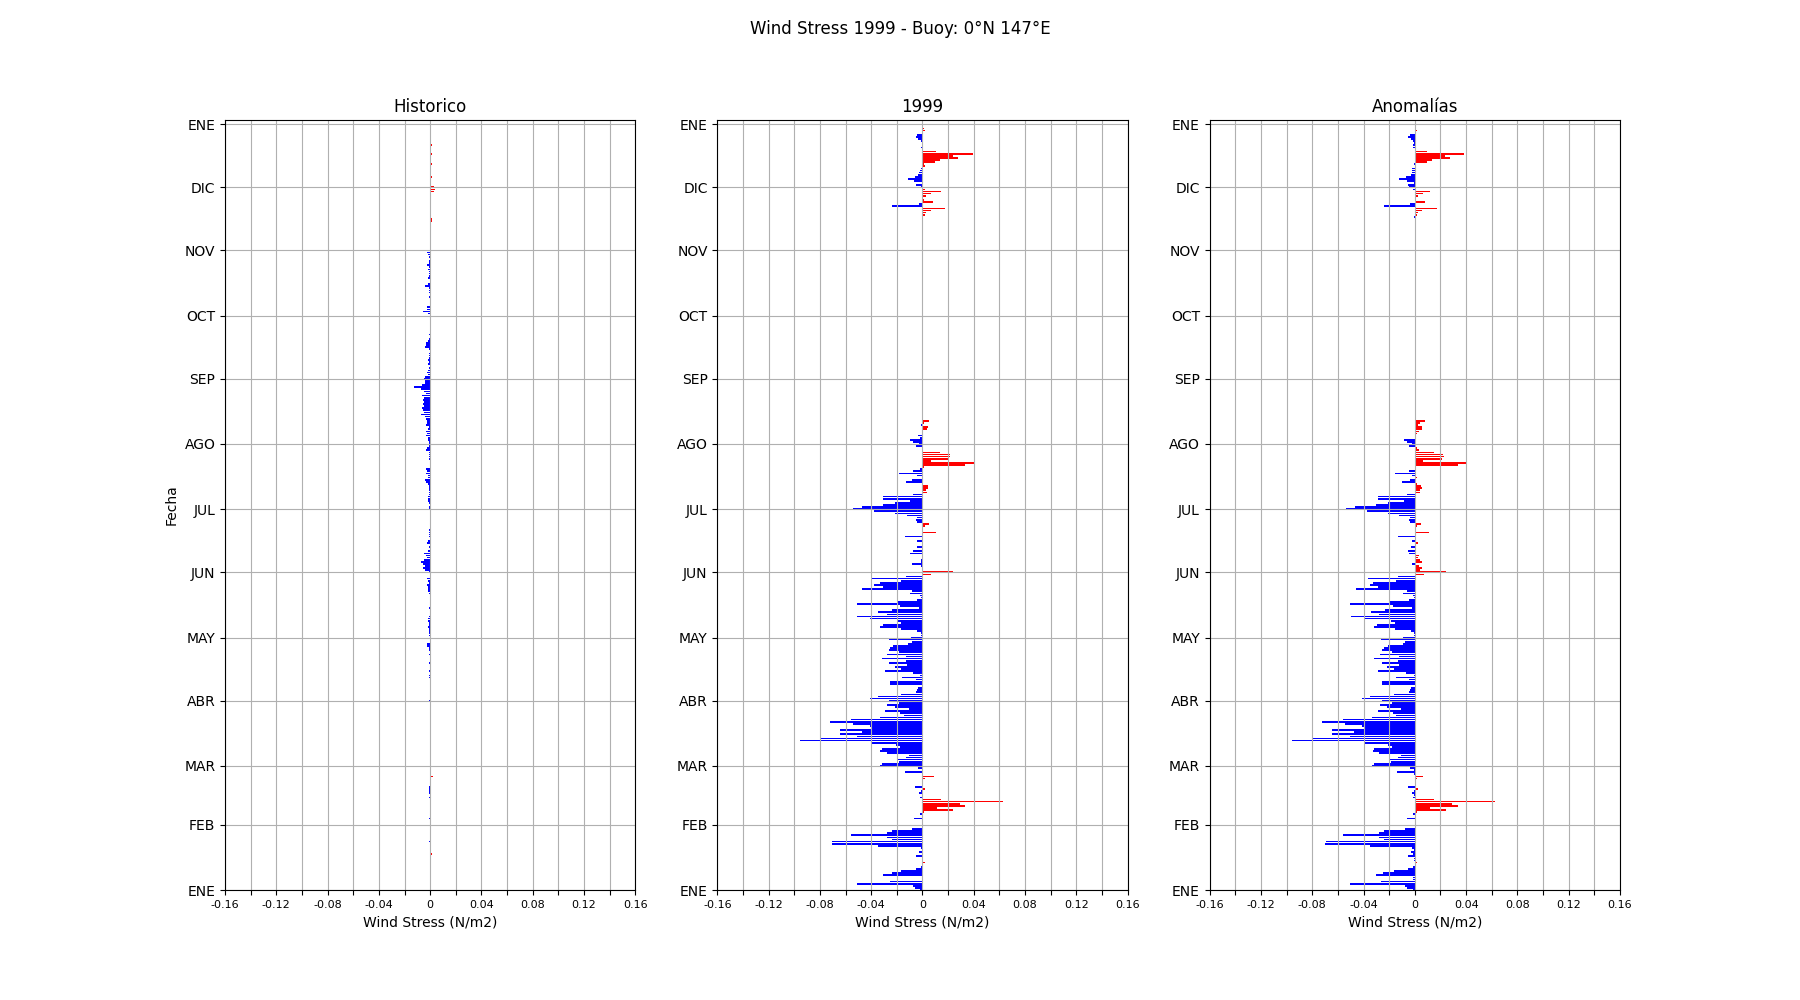 Wind Stress 1999 - Buoy: 0°N 147°E
Historico
1999
Anomalías
ENE
DIC
NOV
OCT
SEP
AGO
JUL
JUN
MAY
ABR
MAR
FEB
ENE
Fecha
-0.16 -0.12 -0.08 -0.04 0 0.04 0.08 0.12 0.16
Wind Stress (N/m2)
ENE
DIC
NOV
OCT
SEP
AGO
JUL
JUN
MAY
ABR
MAR
FEB
ENE
-0.16 -0.12 -0.08 -0.04 0 0.04 0.08 0.12 0.16
Wind Stress (N/m2)
ENE
DIC
NOV
OCT
SEP
AGO
JUL
JUN
MAY
ABR
MAR
FEB
ENE
-0.16 -0.12 -0.08 -0.04 0 0.04 0.08 0.12 0.16
Wind Stress (N/m2)